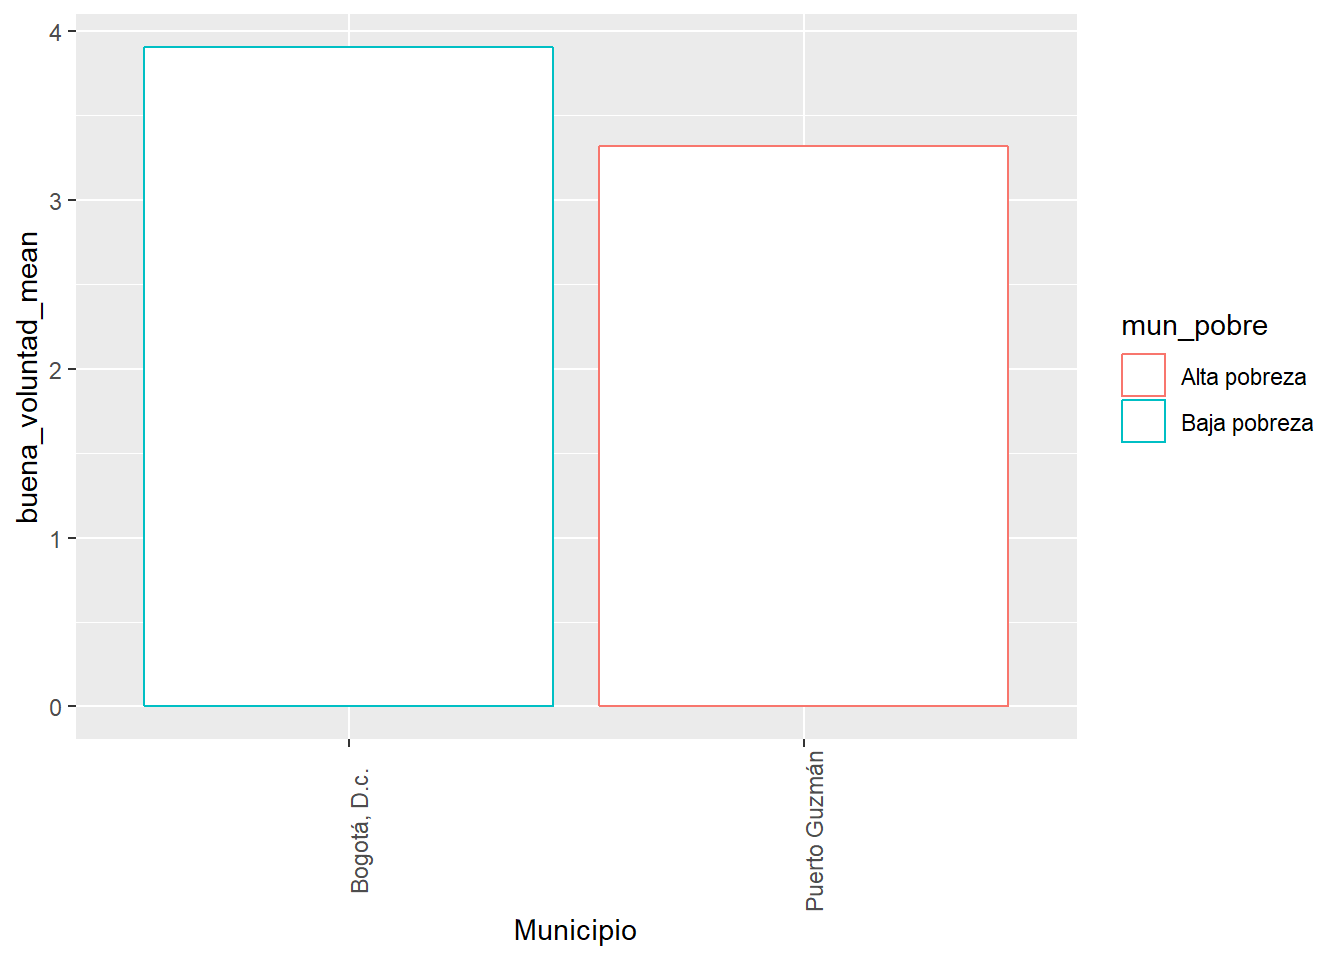 4
3
2
1
0
buena_voluntad_mean
Bogotá, D.c.
Puerto Guzmán
Municipio
mun_pobre
Alta pobreza
Baja pobreza